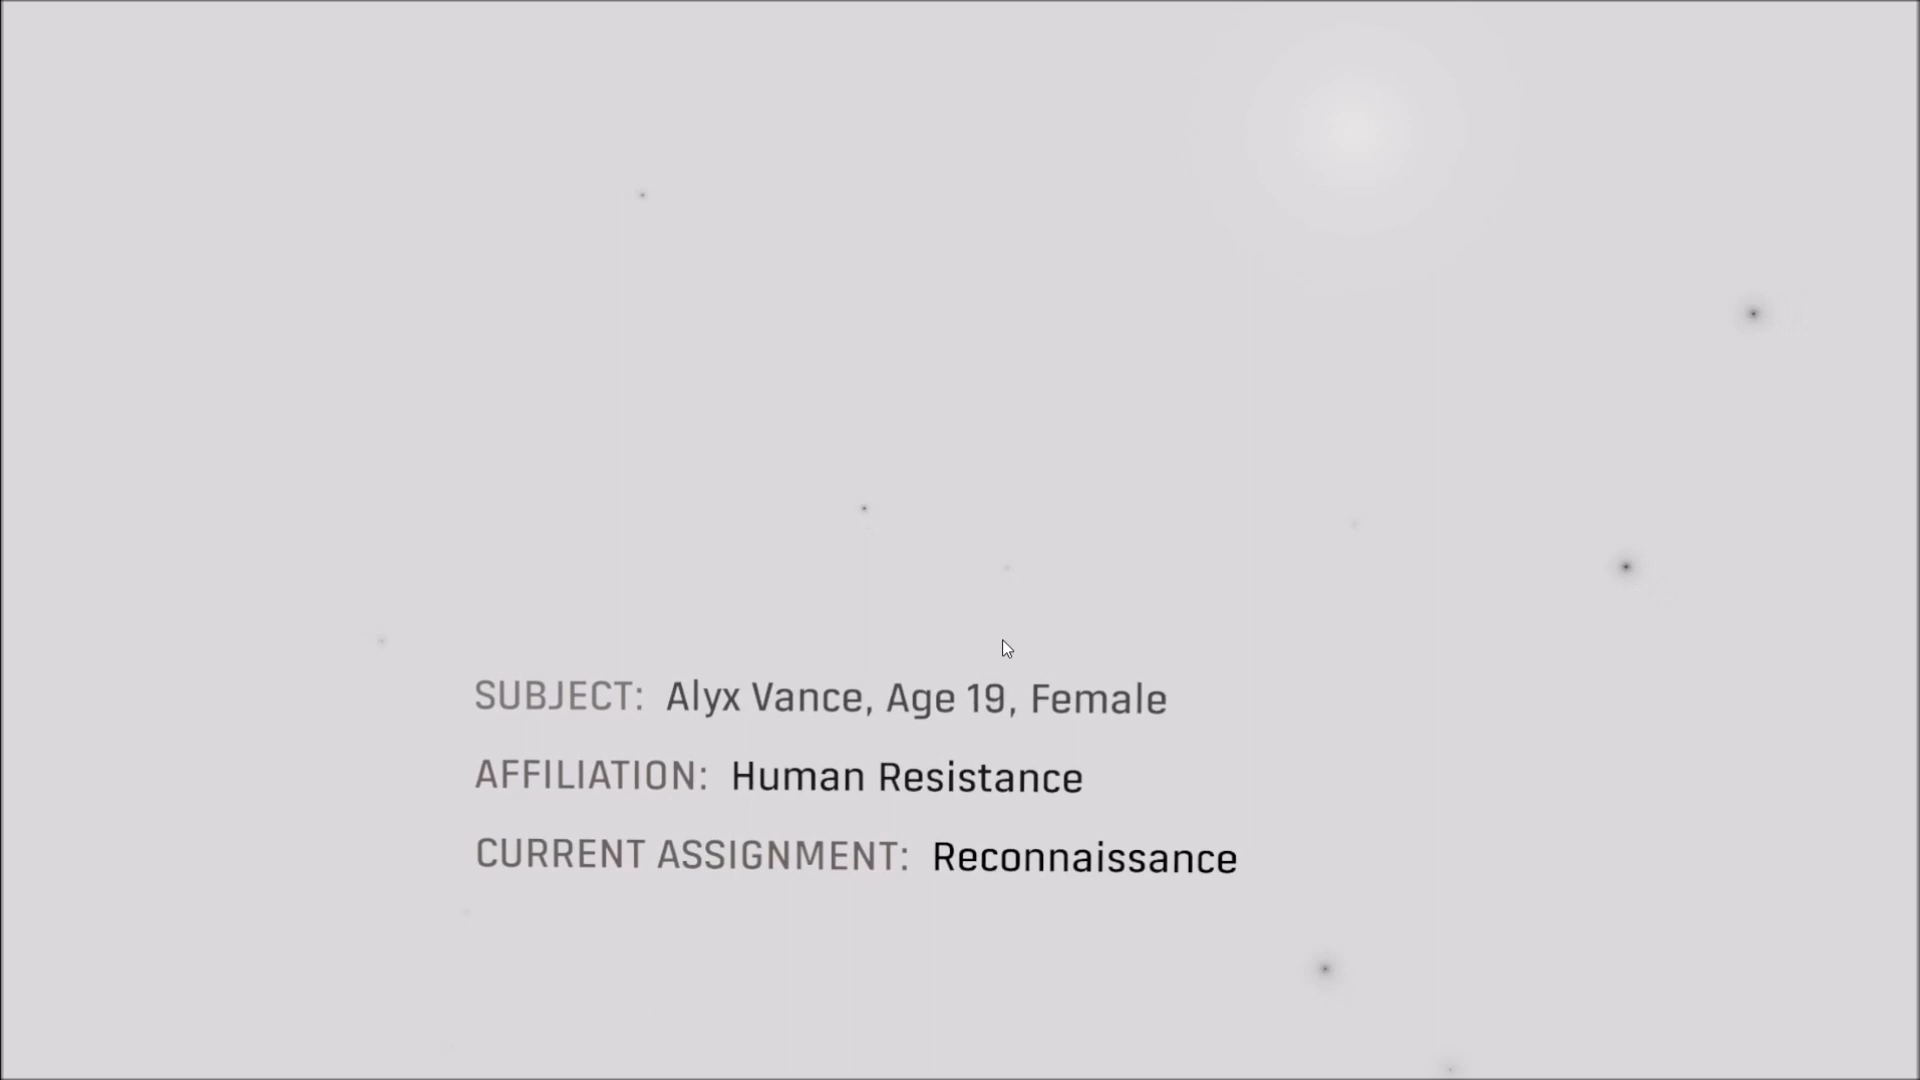 SUBJECT: Alyx Vance, Age 19, Female
AFFILIATION: Human Resistance
CURRENT ASSIGNMENT: Reconnaissance